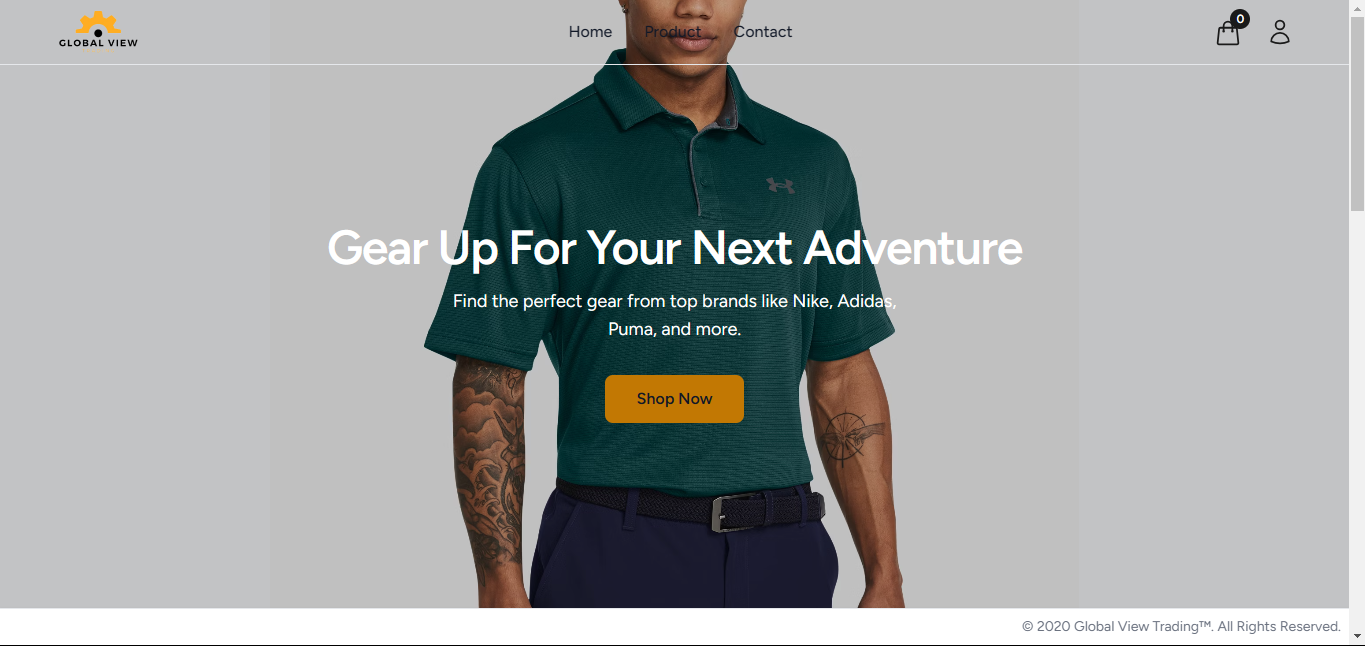 GLOBAL VIEW
Home Product Contact
0
Gear Up For Your Next Adventure
Find the perfect gear from top brands like Nike, Adidas,
Puma, and more.
Shop Now
© 2020 Global View Trading™. All Rights Reserved.